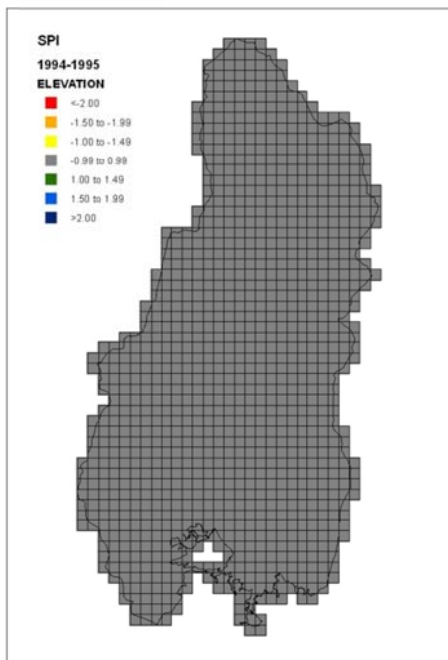 SPI
1994-1995
ELEVATION
<-2.00
-1.50 to -1.99
-1.00 to -1.49
-0.99 to 0.99
1.00 to 1.49
1.50 to 1.99
>2.00